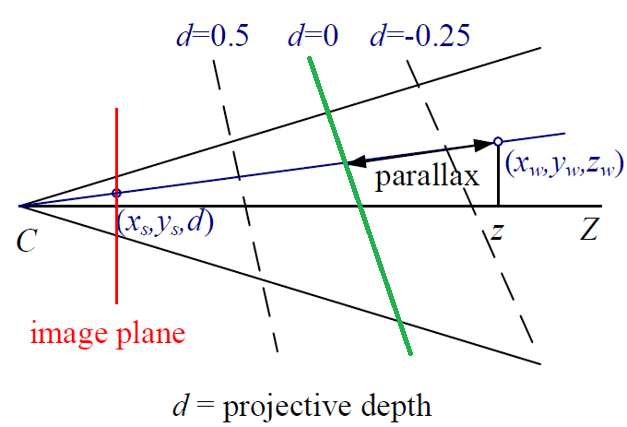 d=0.5 d=0 d=-0.25
parallax
(xw,yw,zw)
(xs,ys,d)
C
z
Z
image plane
d = projective depth